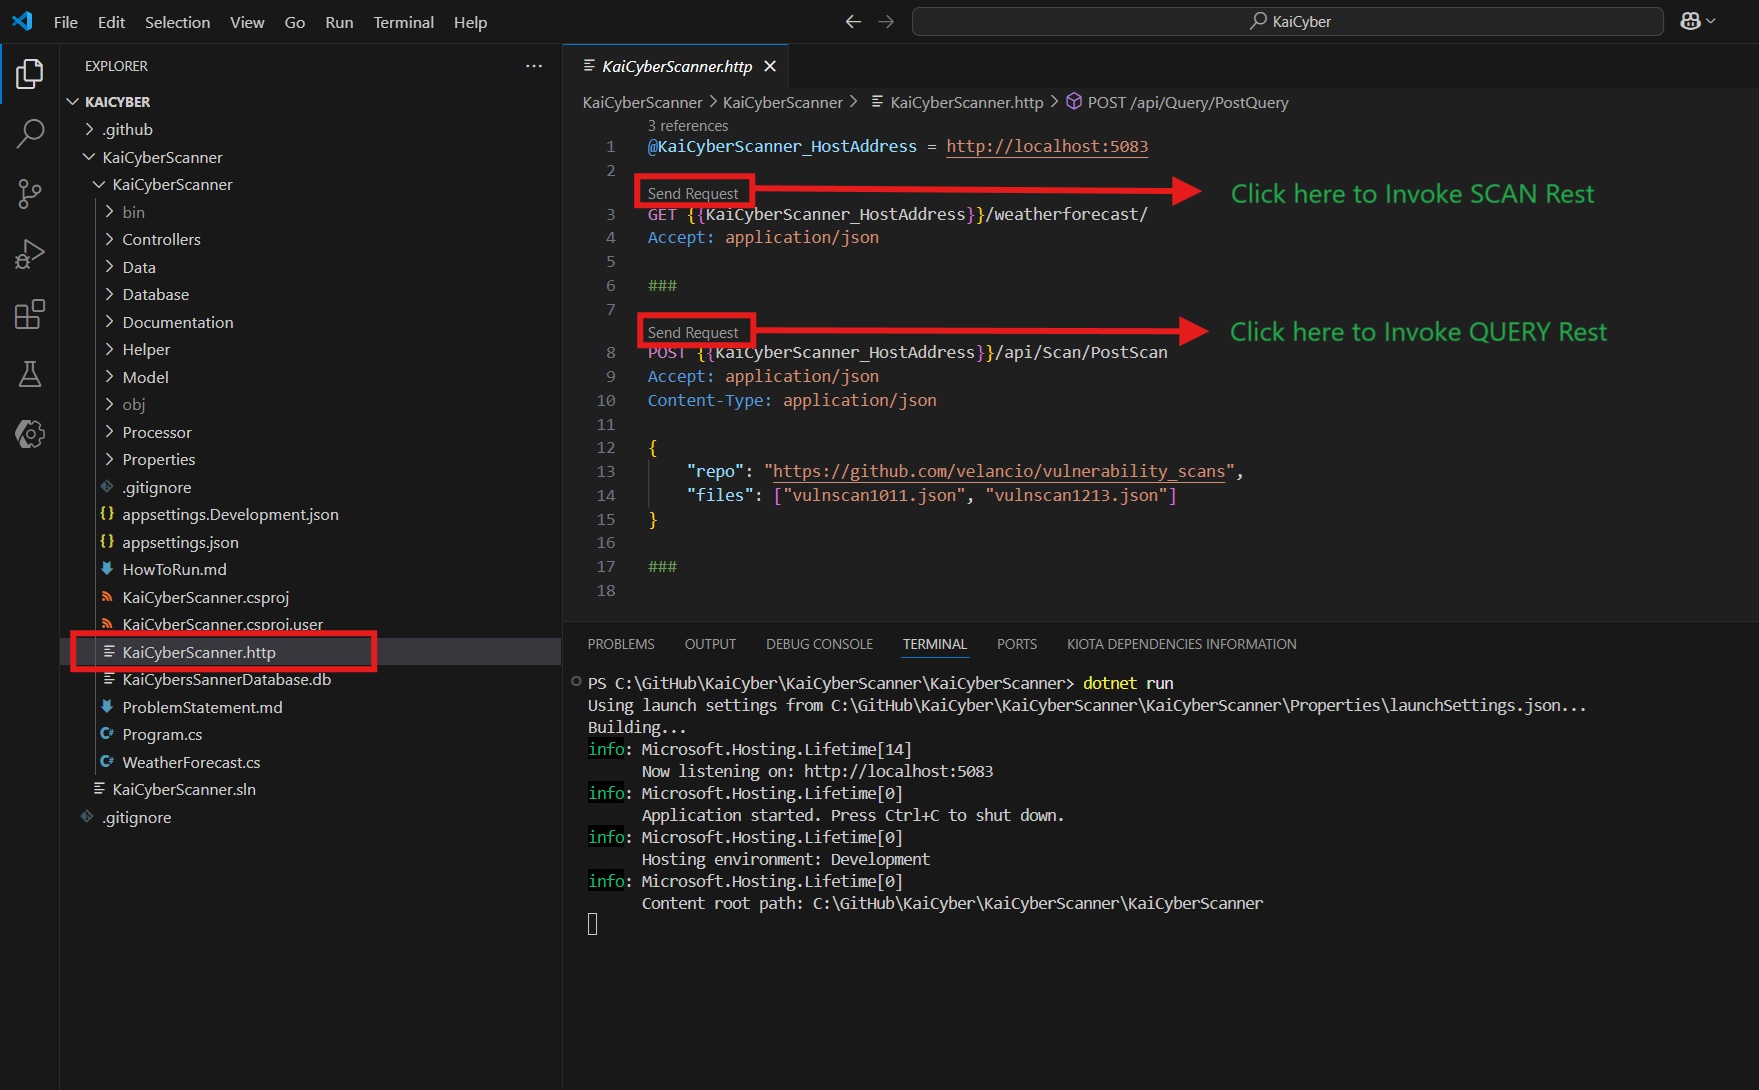 File Edit Selection View Go Run Terminal Help
KaiCyber
EXPLORER
KAICYBER
.github
KaiCyberScanner
KaiCyberScanner
bin
Controllers
Data
Database
Documentation
Helper
Model
obj
Processor
Properties
.gitignore
appsettings.Development.json
appsettings.json
HowToRun.md
KaiCyberScanner.csproj
KaiCyberScanner.csproj.user
KaiCyberScanner.http
KaiCybersSannerDatabase.db
ProblemStatement.md
Program.cs
WeatherForecast.cs
KaiCyberScanner.sln
.gitignore
KaiCyberScanner.http
KaiCyberScanner > KaiCyberScanner > KaiCyberScanner.http > POST /api/Query/PostQuery
3 references
1 @KaiCyberScanner_HostAddress = http://localhost:5083
2
Send Request Click here to Invoke SCAN Rest
3 GET {{KaiCyberScanner_HostAddress}}/weatherforecast/
4 Accept: application/json
5
6 ###
7
Send Request Click here to Invoke QUERY Rest
8 POST {{KaiCyberScanner_HostAddress}}/api/Scan/PostScan
9 Accept: application/json
10 Content-Type: application/json
11
12 {
13 "repo": "https://github.com/velancio/vulnerability_scans",
14 "files": ["vulnscan1011.json", "vulnscan1213.json"]
15 }
16
17 ###
18
PROBLEMS OUTPUT DEBUG CONSOLE TERMINAL PORTS KIOTA DEPENDENCIES INFORMATION
PS C:\GitHub\KaiCyber\KaiCyberScanner\KaiCyberScanner> dotnet run
Using launch settings from C:\GitHub\KaiCyber\KaiCyberScanner\KaiCyberScanner\Properties\launchSettings.json...
Building...
info: Microsoft.Hosting.Lifetime[14]
Now listening on: http://localhost:5083
info: Microsoft.Hosting.Lifetime[0]
Application started. Press Ctrl+C to shut down.
info: Microsoft.Hosting.Lifetime[0]
Hosting environment: Development
info: Microsoft.Hosting.Lifetime[0]
Content root path: C:\GitHub\KaiCyber\KaiCyberScanner\KaiCyberScanner